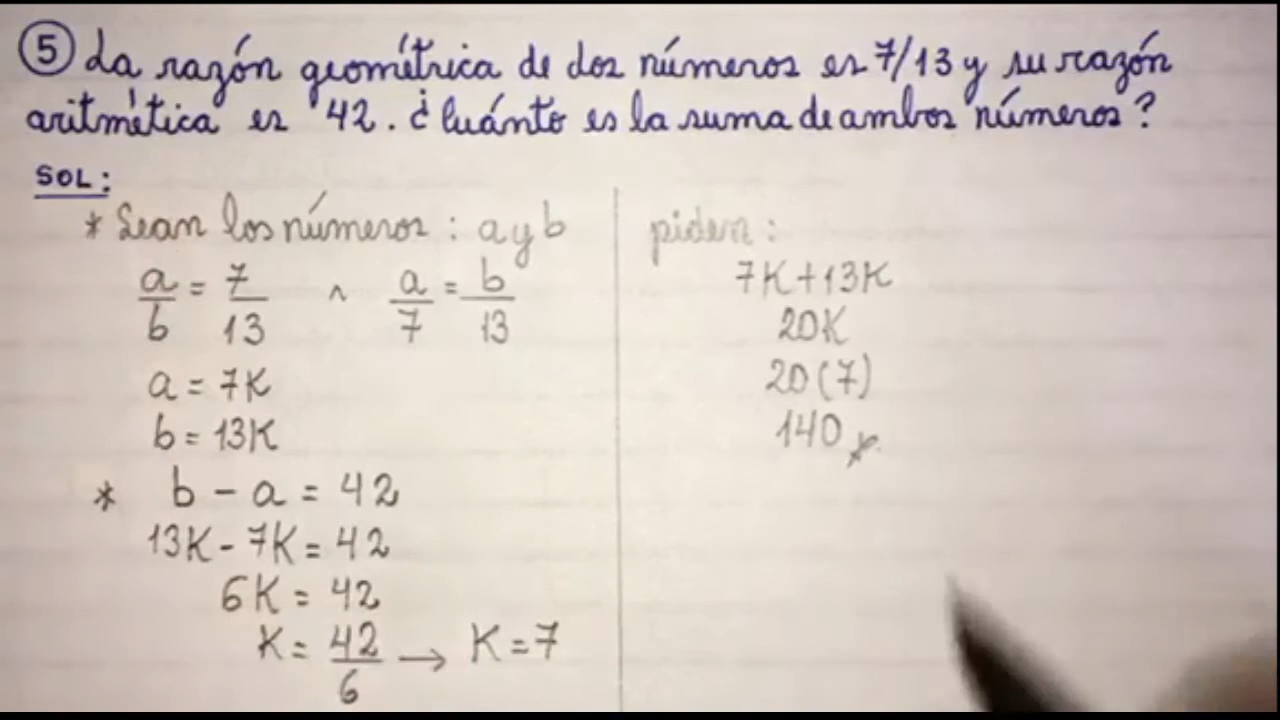 ⑤ La razón geométrica de dos números es 7/13 y su razón
aritmética es 42. ¿Cuánto es la suma de ambos números?
SOL:
* Sean los números: a y b
a/b = 7/13 ^ a/7 = b/13
a = 7K
b = 13K
* b - a = 42
13K - 7K = 42
6K = 42
K = 42/6 → K = 7
piden:
7K + 13K
20K
20(7)
140